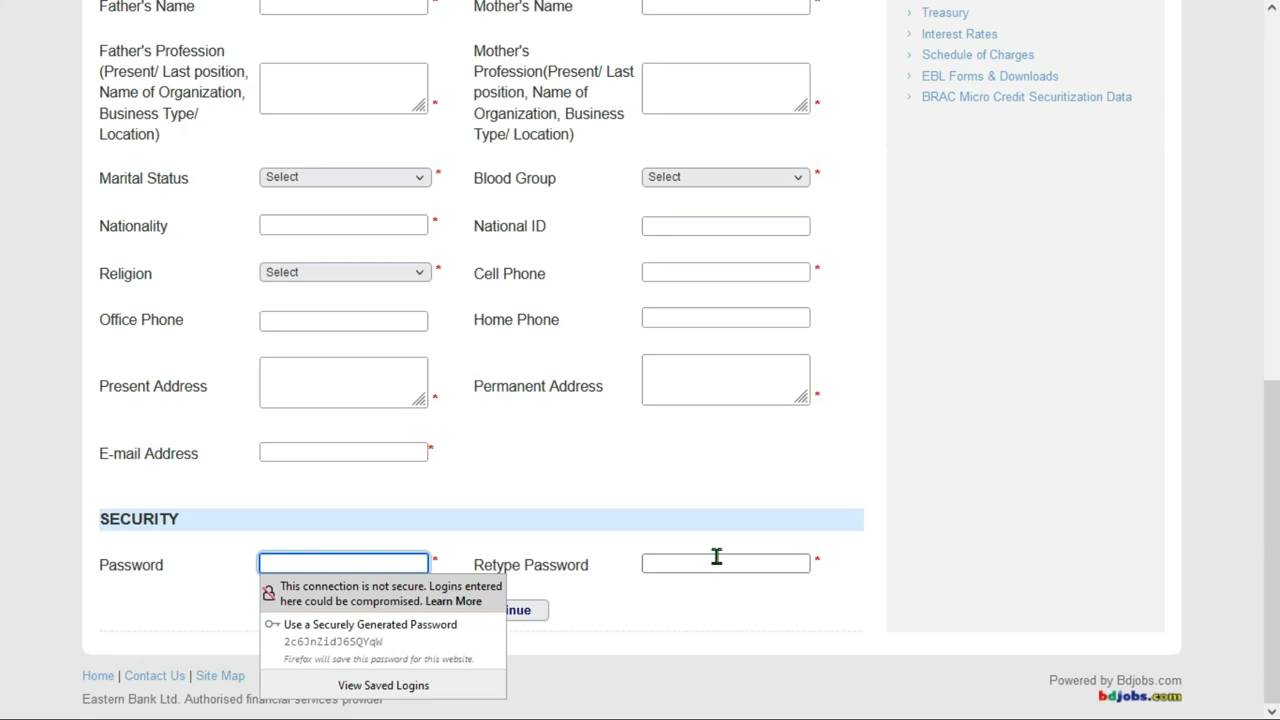 Father's Name
Mother's Name
Treasury
Interest Rates
Schedule of Charges
EBL Forms & Downloads
BRAC Micro Credit Securitization Data
Father's Profession
(Present/ Last position,
Name of Organization,
Business Type/
Location)
*
Mother's
Profession(Present/ Last
position, Name of
Organization, Business
Type/ Location)
*
Marital Status
Select
*
Blood Group
Select
*
Nationality
*
National ID
Religion
Select
*
Cell Phone
*
Office Phone
Home Phone
Present Address
*
Permanent Address
*
E-mail Address
*
SECURITY
Password
*
Retype Password
*
This connection is not secure. Logins entered
here could be compromised. Learn More
Use a Securely Generated Password
2c6JnZidJ6SQYqW
Firefox will save this password for this website.
View Saved Logins
inue
Home | Contact Us | Site Map
Eastern Bank Ltd. Authorised financial services provider
Powered by Bdjobs.com
bdjobs.com